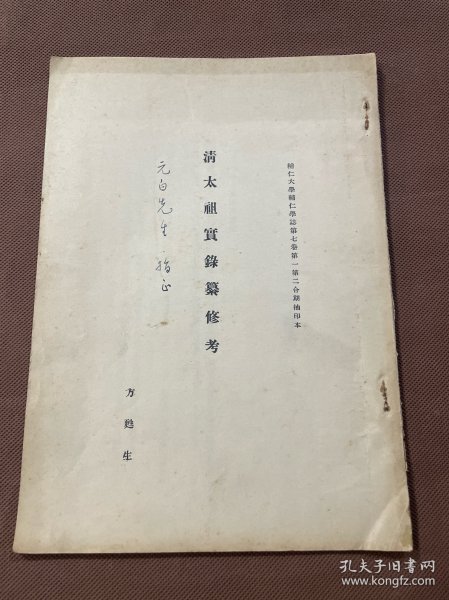 輔仁大學輔仁學誌第七卷第一第二合期抽印本
清太祖實錄纂修考
元白先生 指正
方甦生
孔夫子旧书网
www.kongfz.com